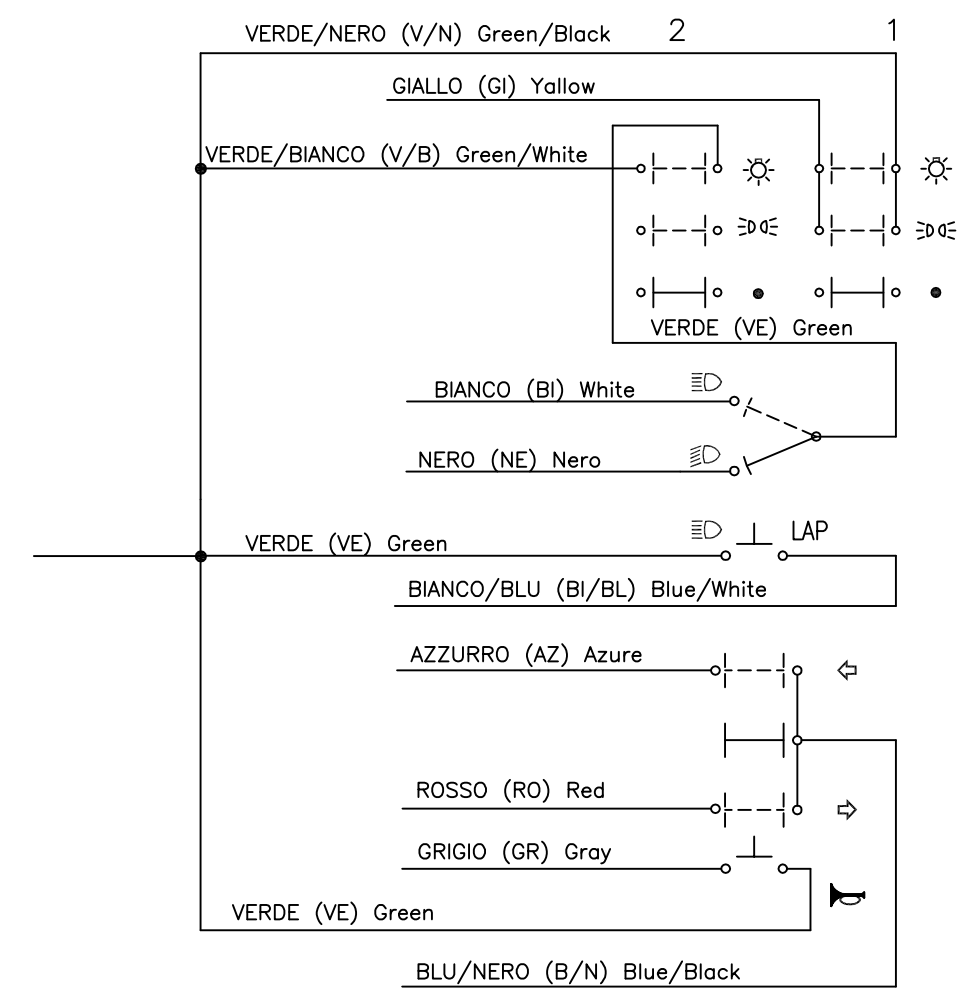 VERDE/NERO (V/N) Green/Black 2 1
GIALLO (GI) Yallow
VERDE/BIANCO (V/B) Green/White
VERDE (VE) Green
BIANCO (BI) White
NERO (NE) Nero
VERDE (VE) Green LAP
BIANCO/BLU (BI/BL) Blue/White
AZZURRO (AZ) Azure
ROSSO (RO) Red
GRIGIO (GR) Gray
VERDE (VE) Green
BLU/NERO (B/N) Blue/Black